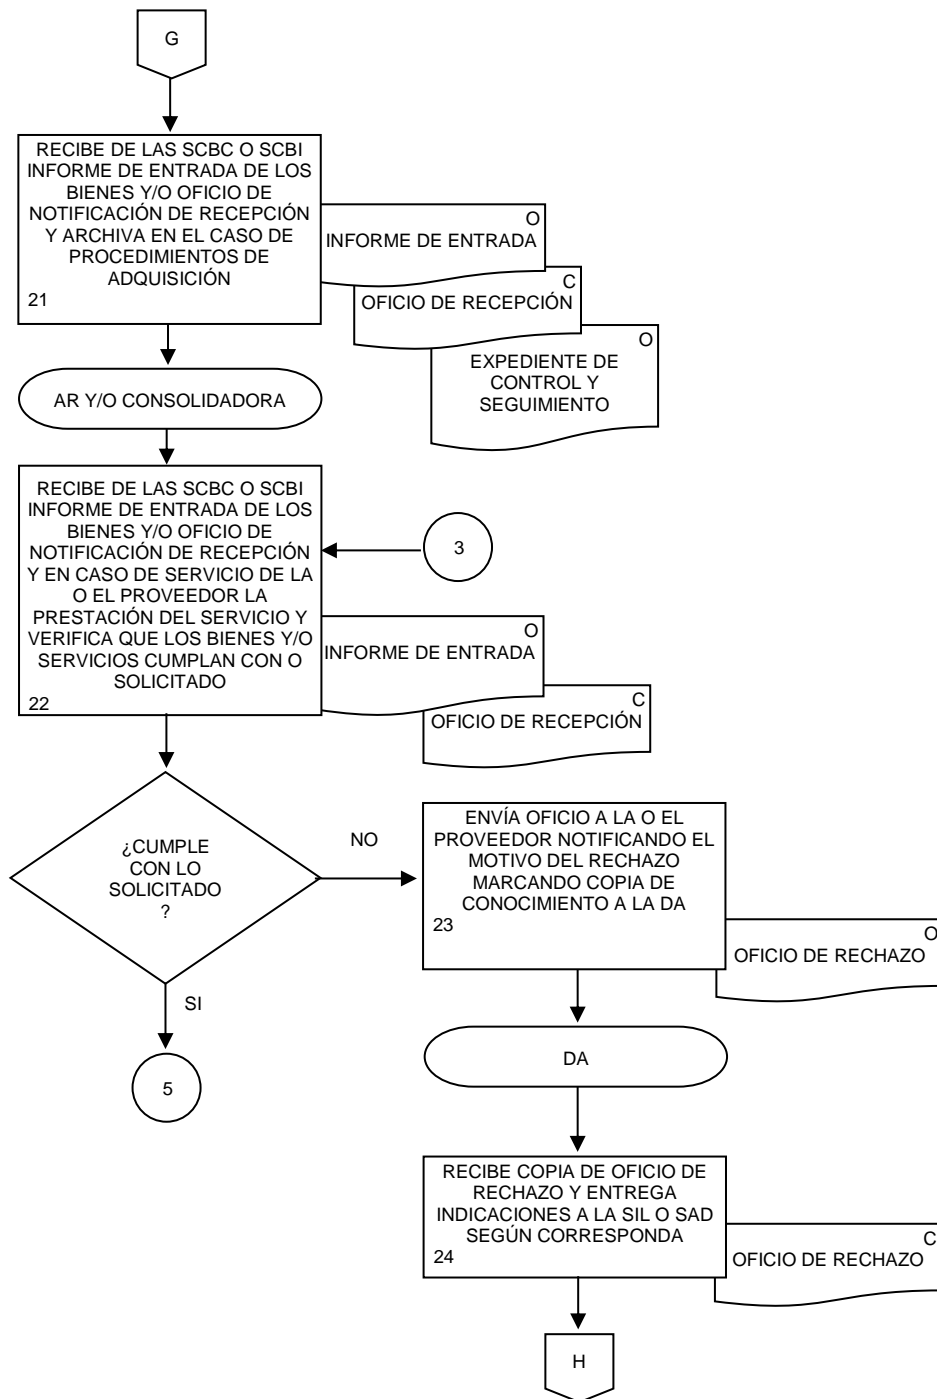 G
RECIBE DE LAS SCBC O SCBI
INFORME DE ENTRADA DE LOS
BIENES Y/O OFICIO DE
NOTIFICACIÓN DE RECEPCIÓN
Y ARCHIVA EN EL CASO DE
PROCEDIMIENTOS DE
ADQUISICIÓN
21
O
INFORME DE ENTRADA
C
OFICIO DE RECEPCIÓN
O
EXPEDIENTE DE
CONTROL Y
SEGUIMIENTO
AR Y/O CONSOLIDADORA
RECIBE DE LAS SCBC O SCBI
INFORME DE ENTRADA DE LOS
BIENES Y/O OFICIO DE
NOTIFICACIÓN DE RECEPCIÓN
Y EN CASO DE SERVICIO DE LA
O EL PROVEEDOR LA
PRESTACIÓN DEL SERVICIO Y
VERIFICA QUE LOS BIENES Y/O
SERVICIOS CUMPLAN CON O
SOLICITADO
22
3
O
INFORME DE ENTRADA
C
OFICIO DE RECEPCIÓN
¿CUMPLE
CON LO
SOLICITADO
?
NO
SI
5
ENVÍA OFICIO A LA O EL
PROVEEDOR NOTIFICANDO EL
MOTIVO DEL RECHAZO
MARCANDO COPIA DE
CONOCIMIENTO A LA DA
23
O
OFICIO DE RECHAZO
DA
RECIBE COPIA DE OFICIO DE
RECHAZO Y ENTREGA
INDICACIONES A LA SIL O SAD
SEGÚN CORRESPONDA
24
C
OFICIO DE RECHAZO
H